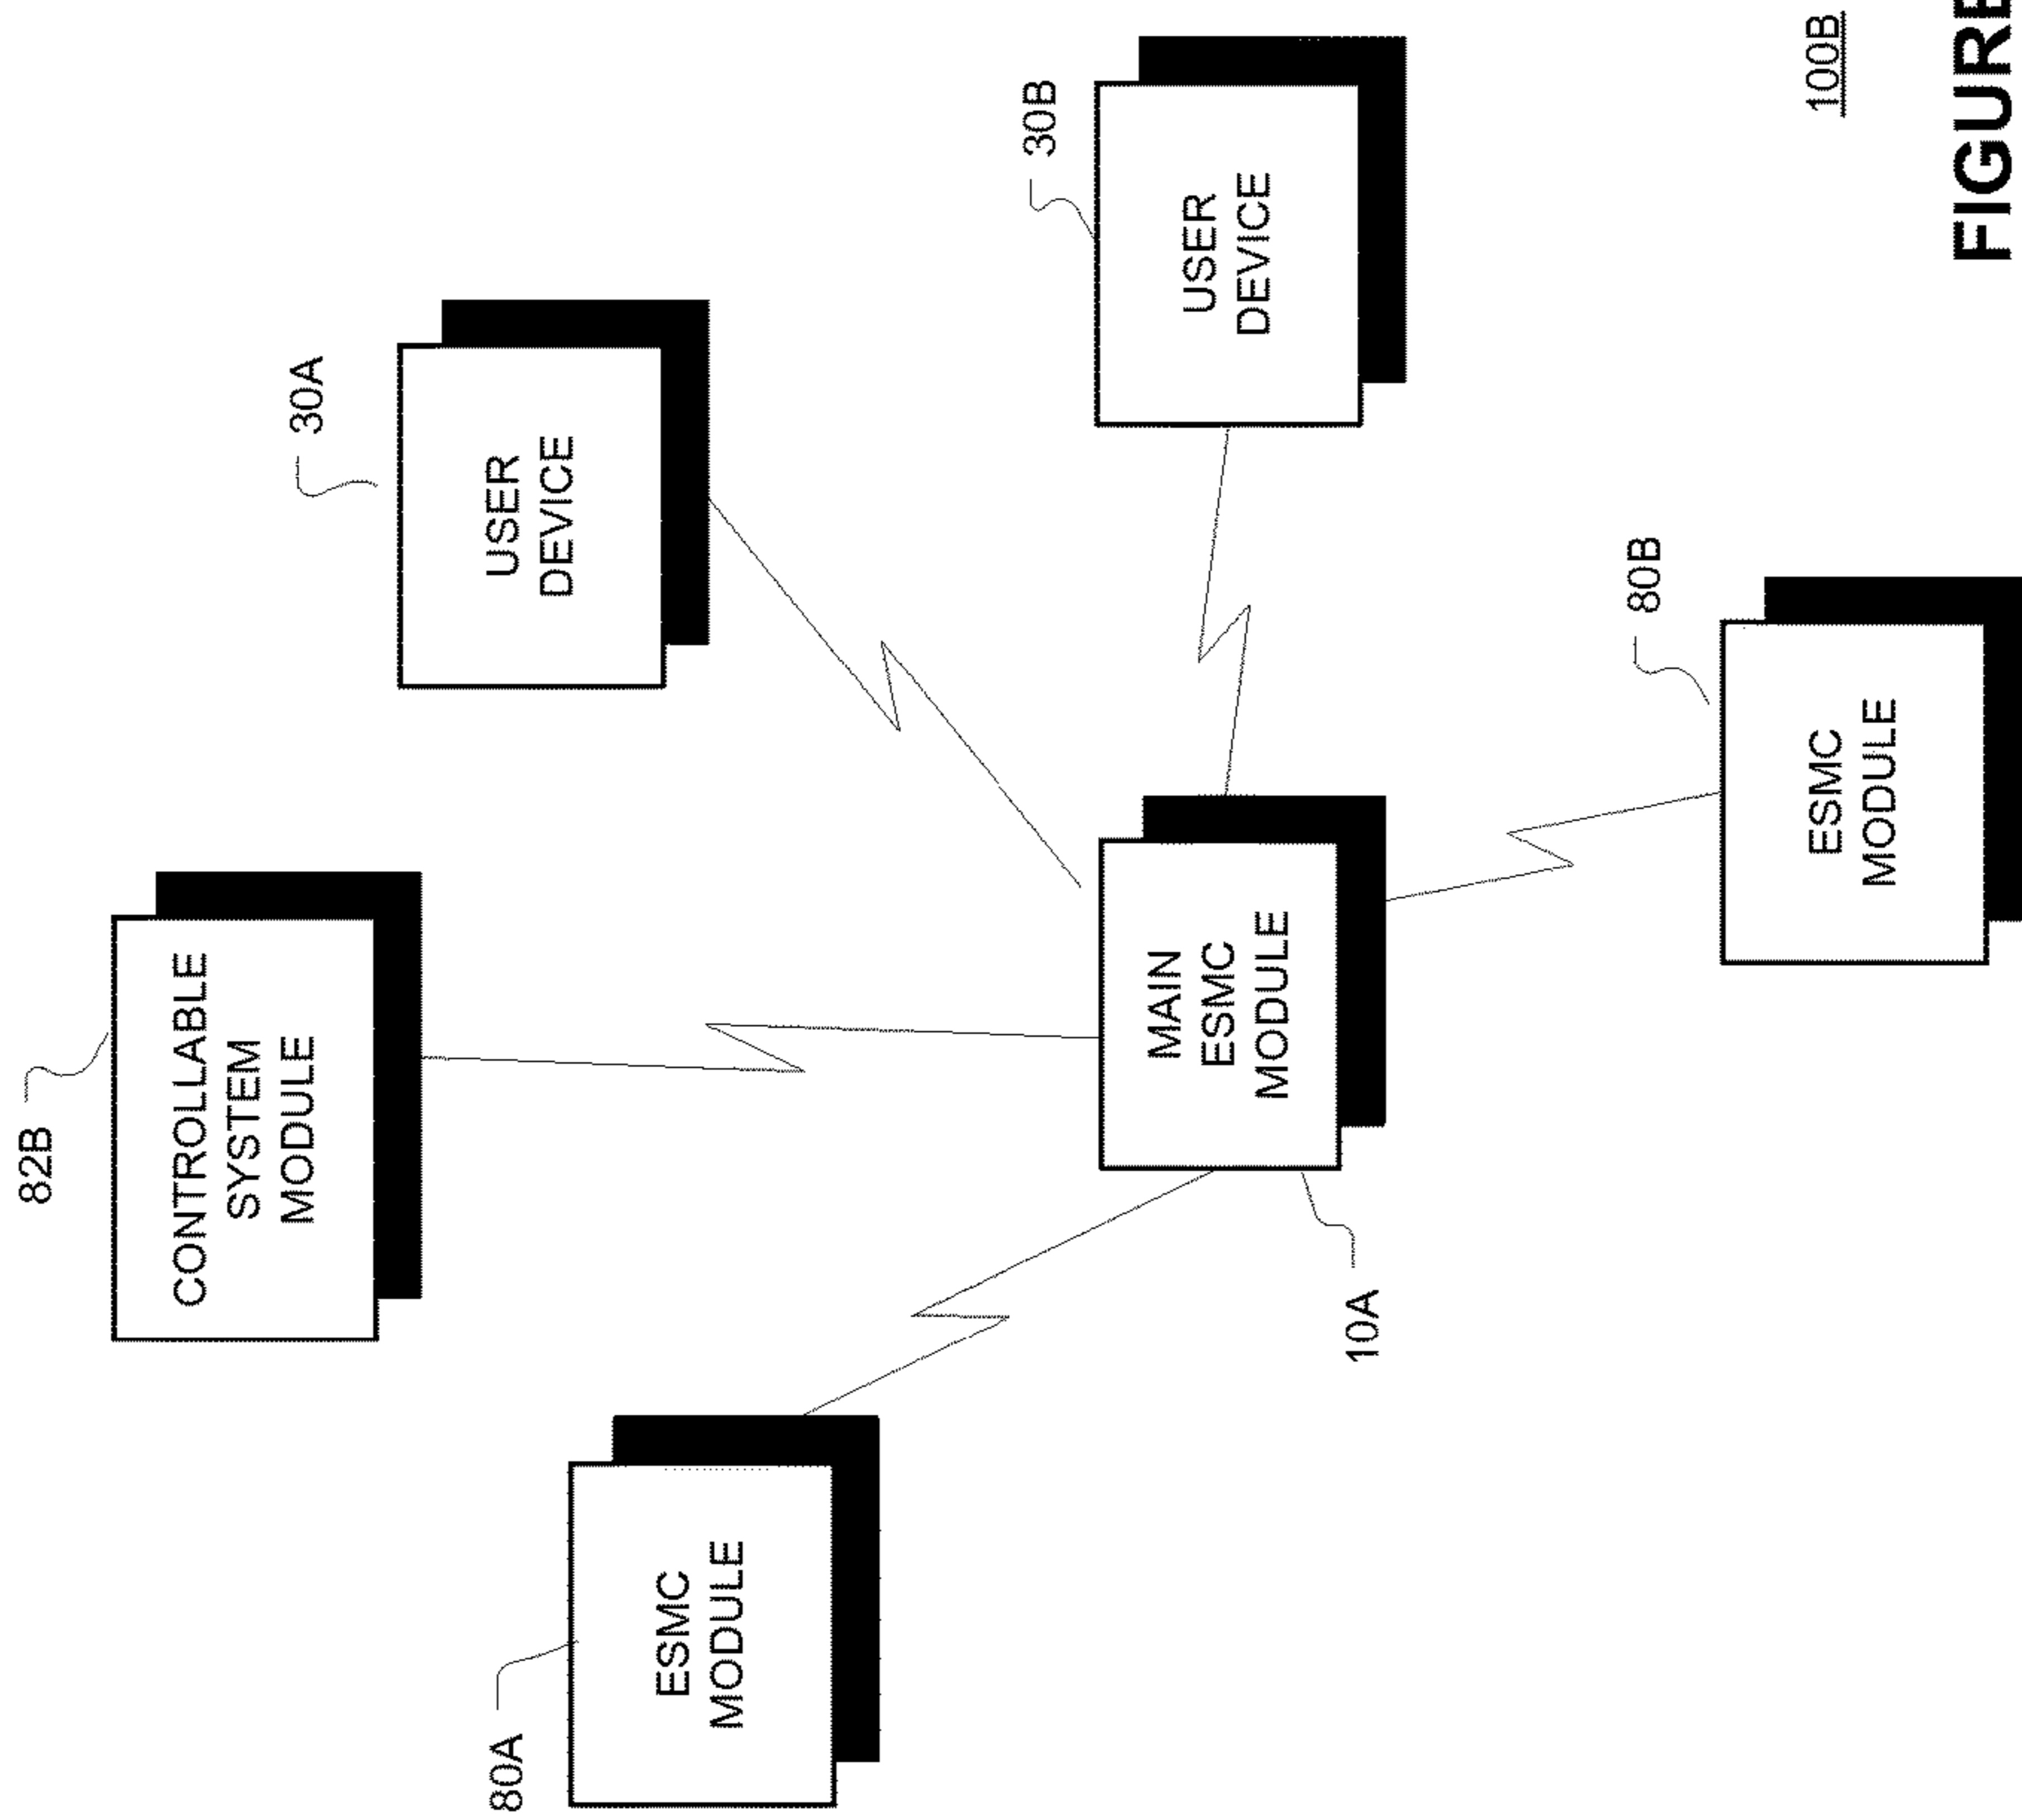 82B
CONTROLLABLE
SYSTEM
MODULE
30A
USER
DEVICE
80A
ESMC
MODULE
30B
MAIN
ESMC
MODULE
USER
DEVICE
10A
80B
ESMC
MODULE
100B
FIGURE